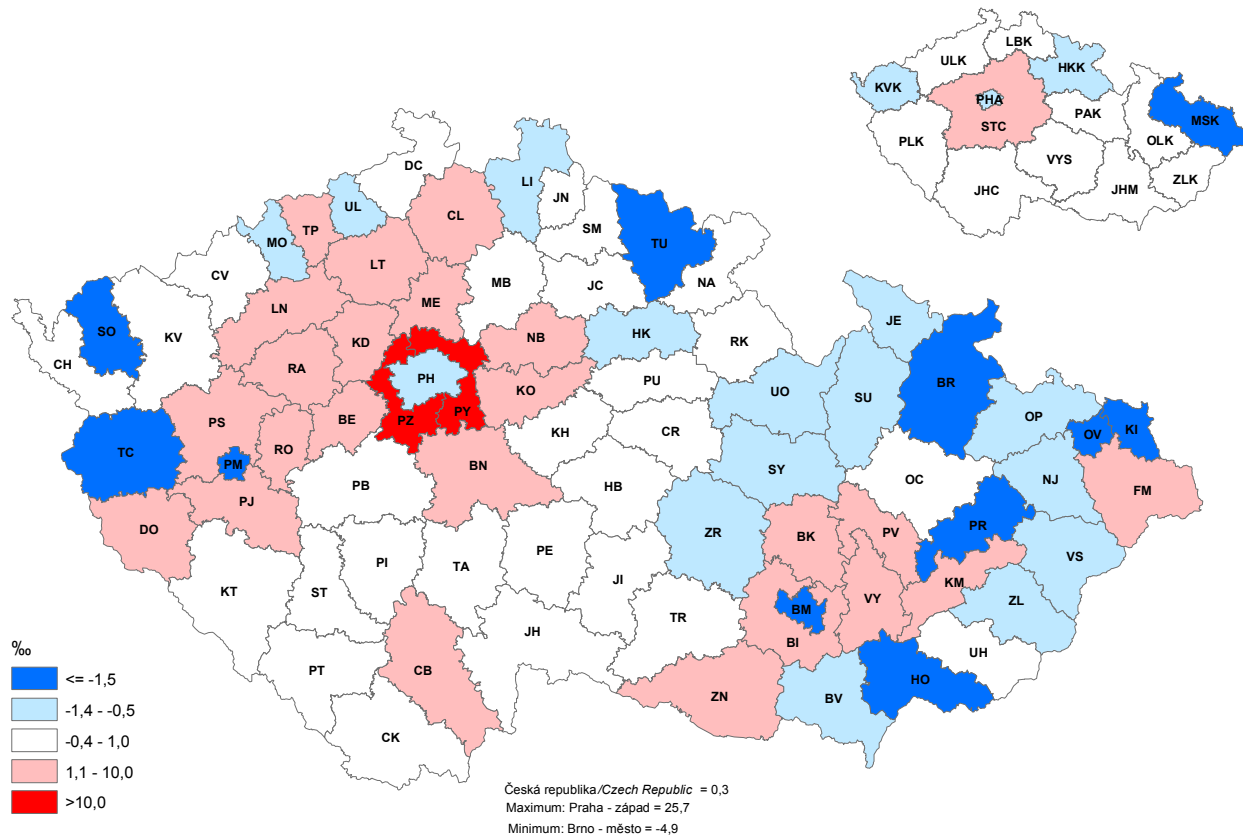 LBK
ULK
HKK
KVK
PHA
MSK
PAK
STC
OLK
PLK
VYS
ZLK
JHC
JHM
DC
LI
JN
UL
CL
TP
SM
TU
MO
LT
CV
MB
NA
JC
ME
LN
JE
SO
KV
HK
NB
KD
RK
CH
RA
PH
PU
BR
KO
UO
SU
PS
BE
PZ
PY
OP
KH
CR
OV
KI
TC
RO
PM
BN
SY
OC
NJ
PB
HB
FM
PJ
DO
PR
ZR
BK
PV
VS
PI
TA
PE
KT
ST
JI
KM
ZL
BM
VY
TR
JH
BI
UH
PT
CB
HO
ZN
BV
CK
‰
<= -1,5
-1,4 - -0,5
-0,4 - 1,0
1,1 - 10,0
>10,0
Česká republika/Czech Republic = 0,3
Maximum: Praha - západ = 25,7
Minimum: Brno - město = -4,9